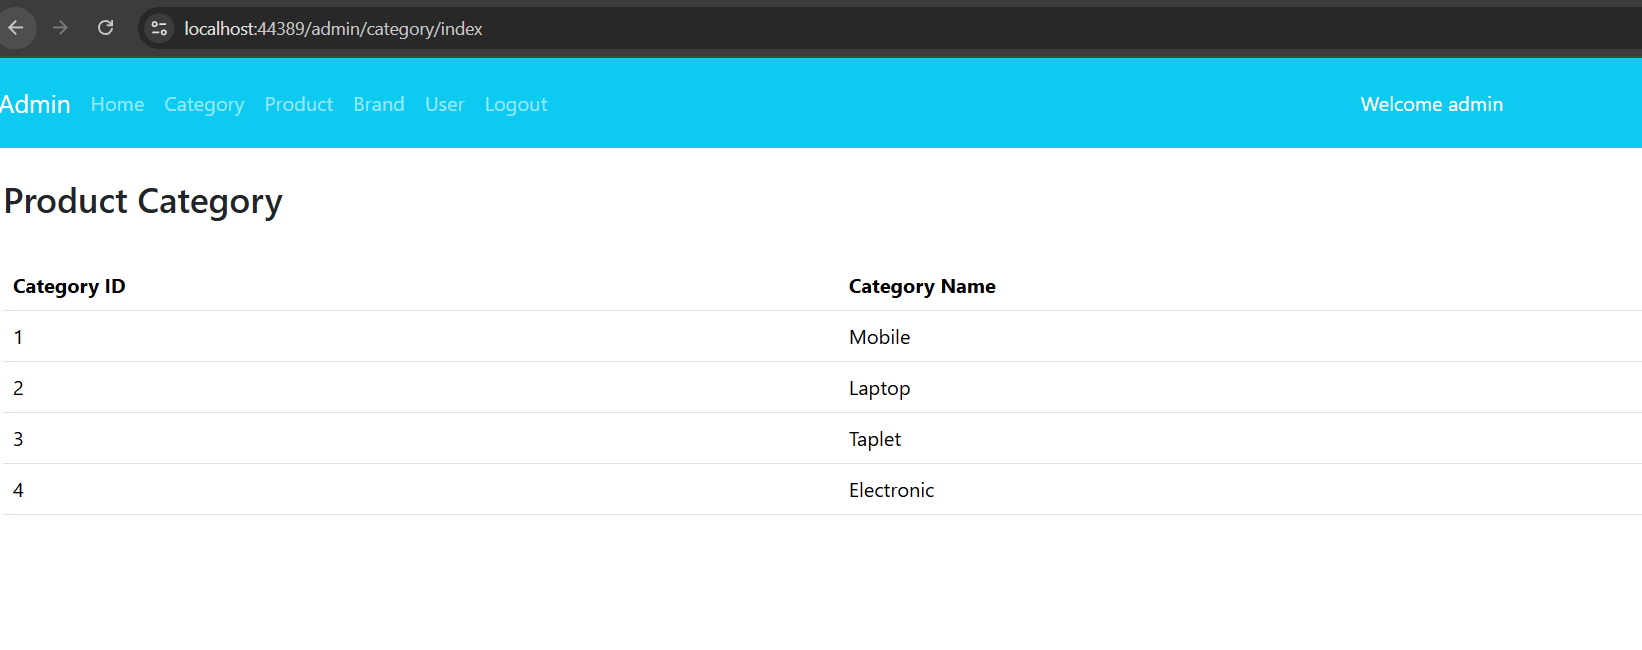 localhost:44389/admin/category/index
Admin Home Category Product Brand User Logout Welcome admin
Product Category
Category ID Category Name
1 Mobile
2 Laptop
3 Taplet
4 Electronic